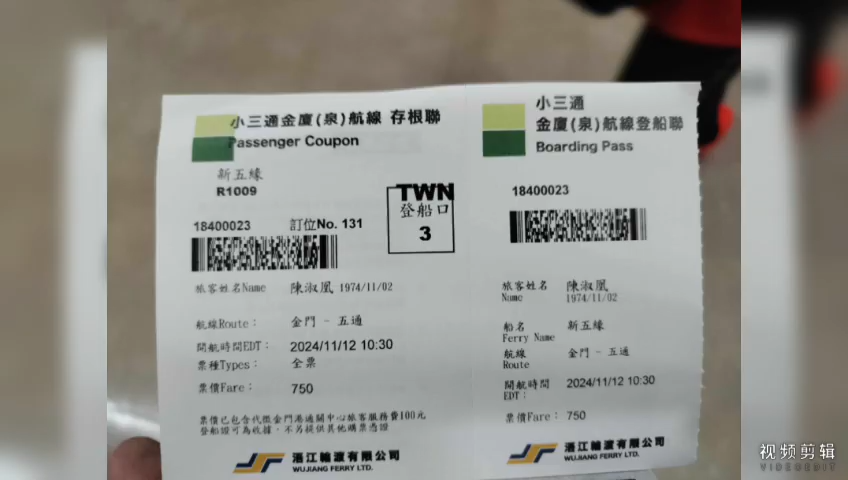 小三通金廈(泉)航線 存根聯
Passenger Coupon
新五緣
R1009
TWN
登船口
3
18400023
訂位No. 131
旅客姓名Name 陳淑凰 1974/11/02
航線Route： 金門 - 五通
開航時間EDT： 2024/11/12 10:30
票種Types： 全票
票價Fare： 750
票價已包含代徵金門港通關中心旅客服務費100元
登船證可為收據，不另提供其他購票憑證
浯江輪渡有限公司
WUJIANG FERRY LTD.
小三通
金廈(泉)航線登船聯
Boarding Pass
18400023
旅客姓名 陳淑凰
Name 1974/11/02
船名 新五緣
Ferry Name
航線 金門 - 五通
Route
開航時間 2024/11/12 10:30
EDT：
票價Fare： 750
浯江輪渡有限公司
WUJIANG FERRY LTD.
视频剪辑
VIDEOEDIT